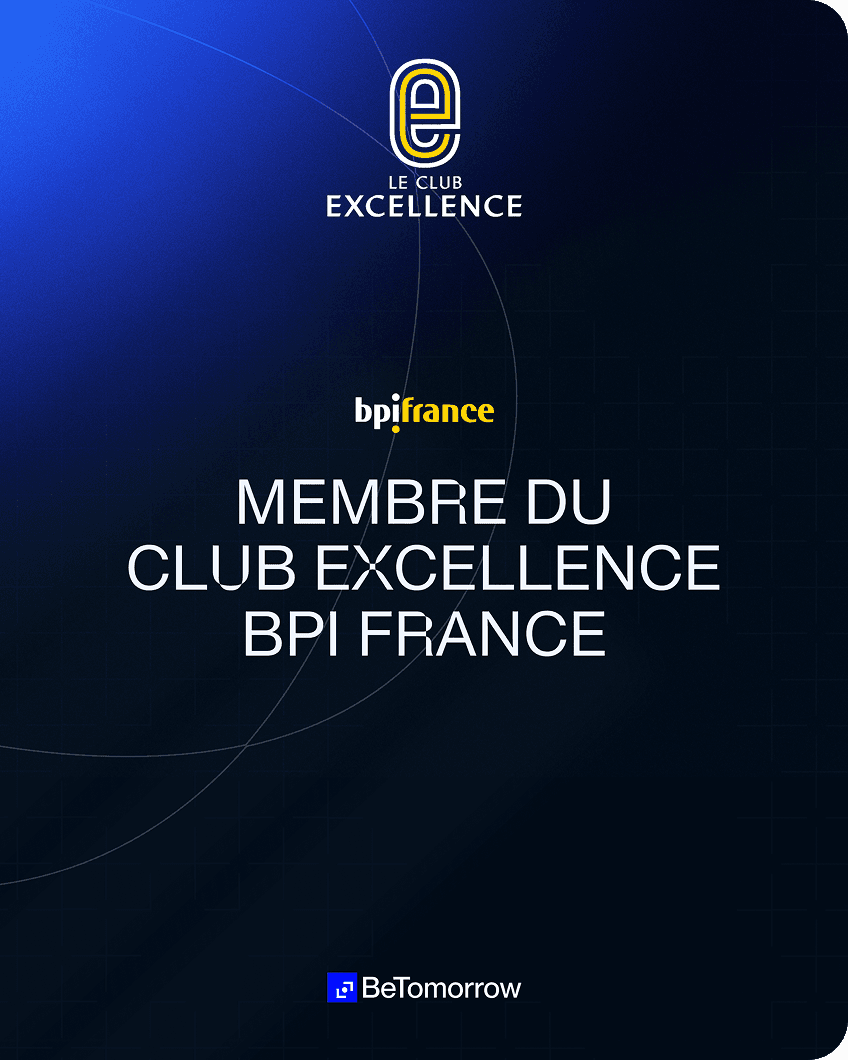 LE CLUB
EXCELLENCE
bpifrance
MEMBRE DU
CLUB EXCELLENCE
BPI FRANCE
BeTomorrow